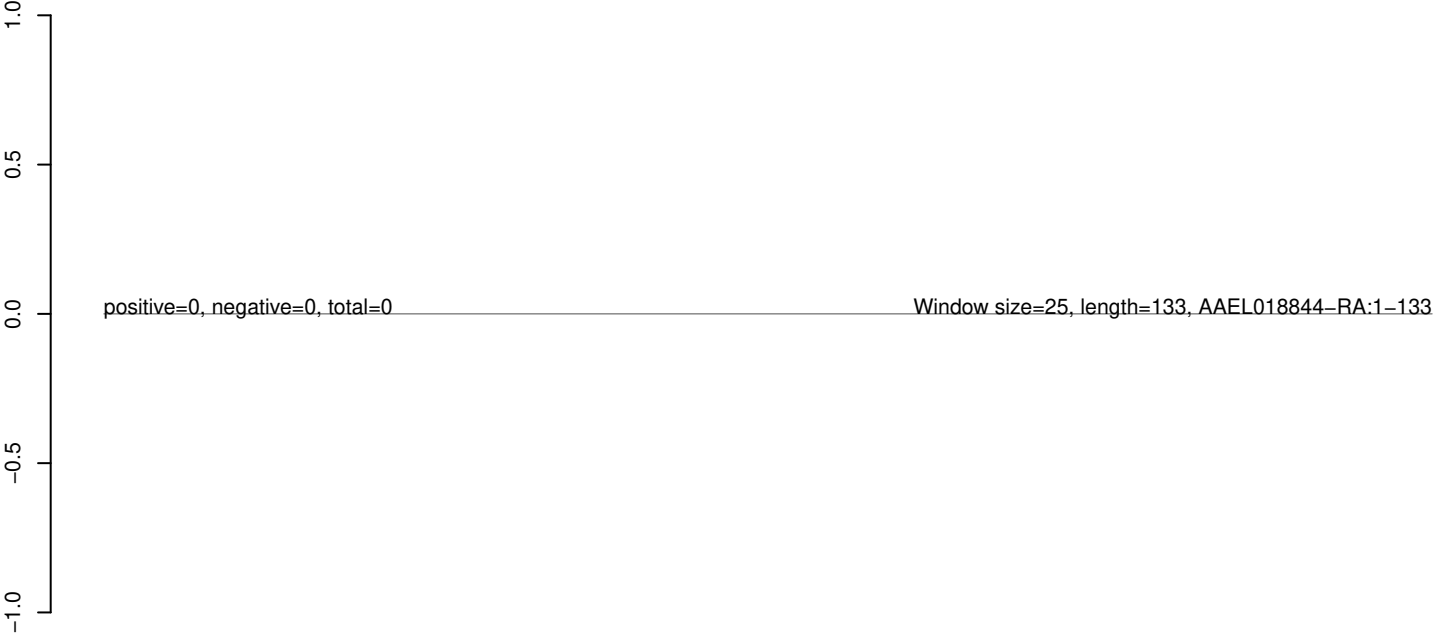 1.0
0.5
0.0
−0.5
−1.0
positive=0, negative=0, total=0
Window size=25, length=133, AAEL018844−RA:1−133